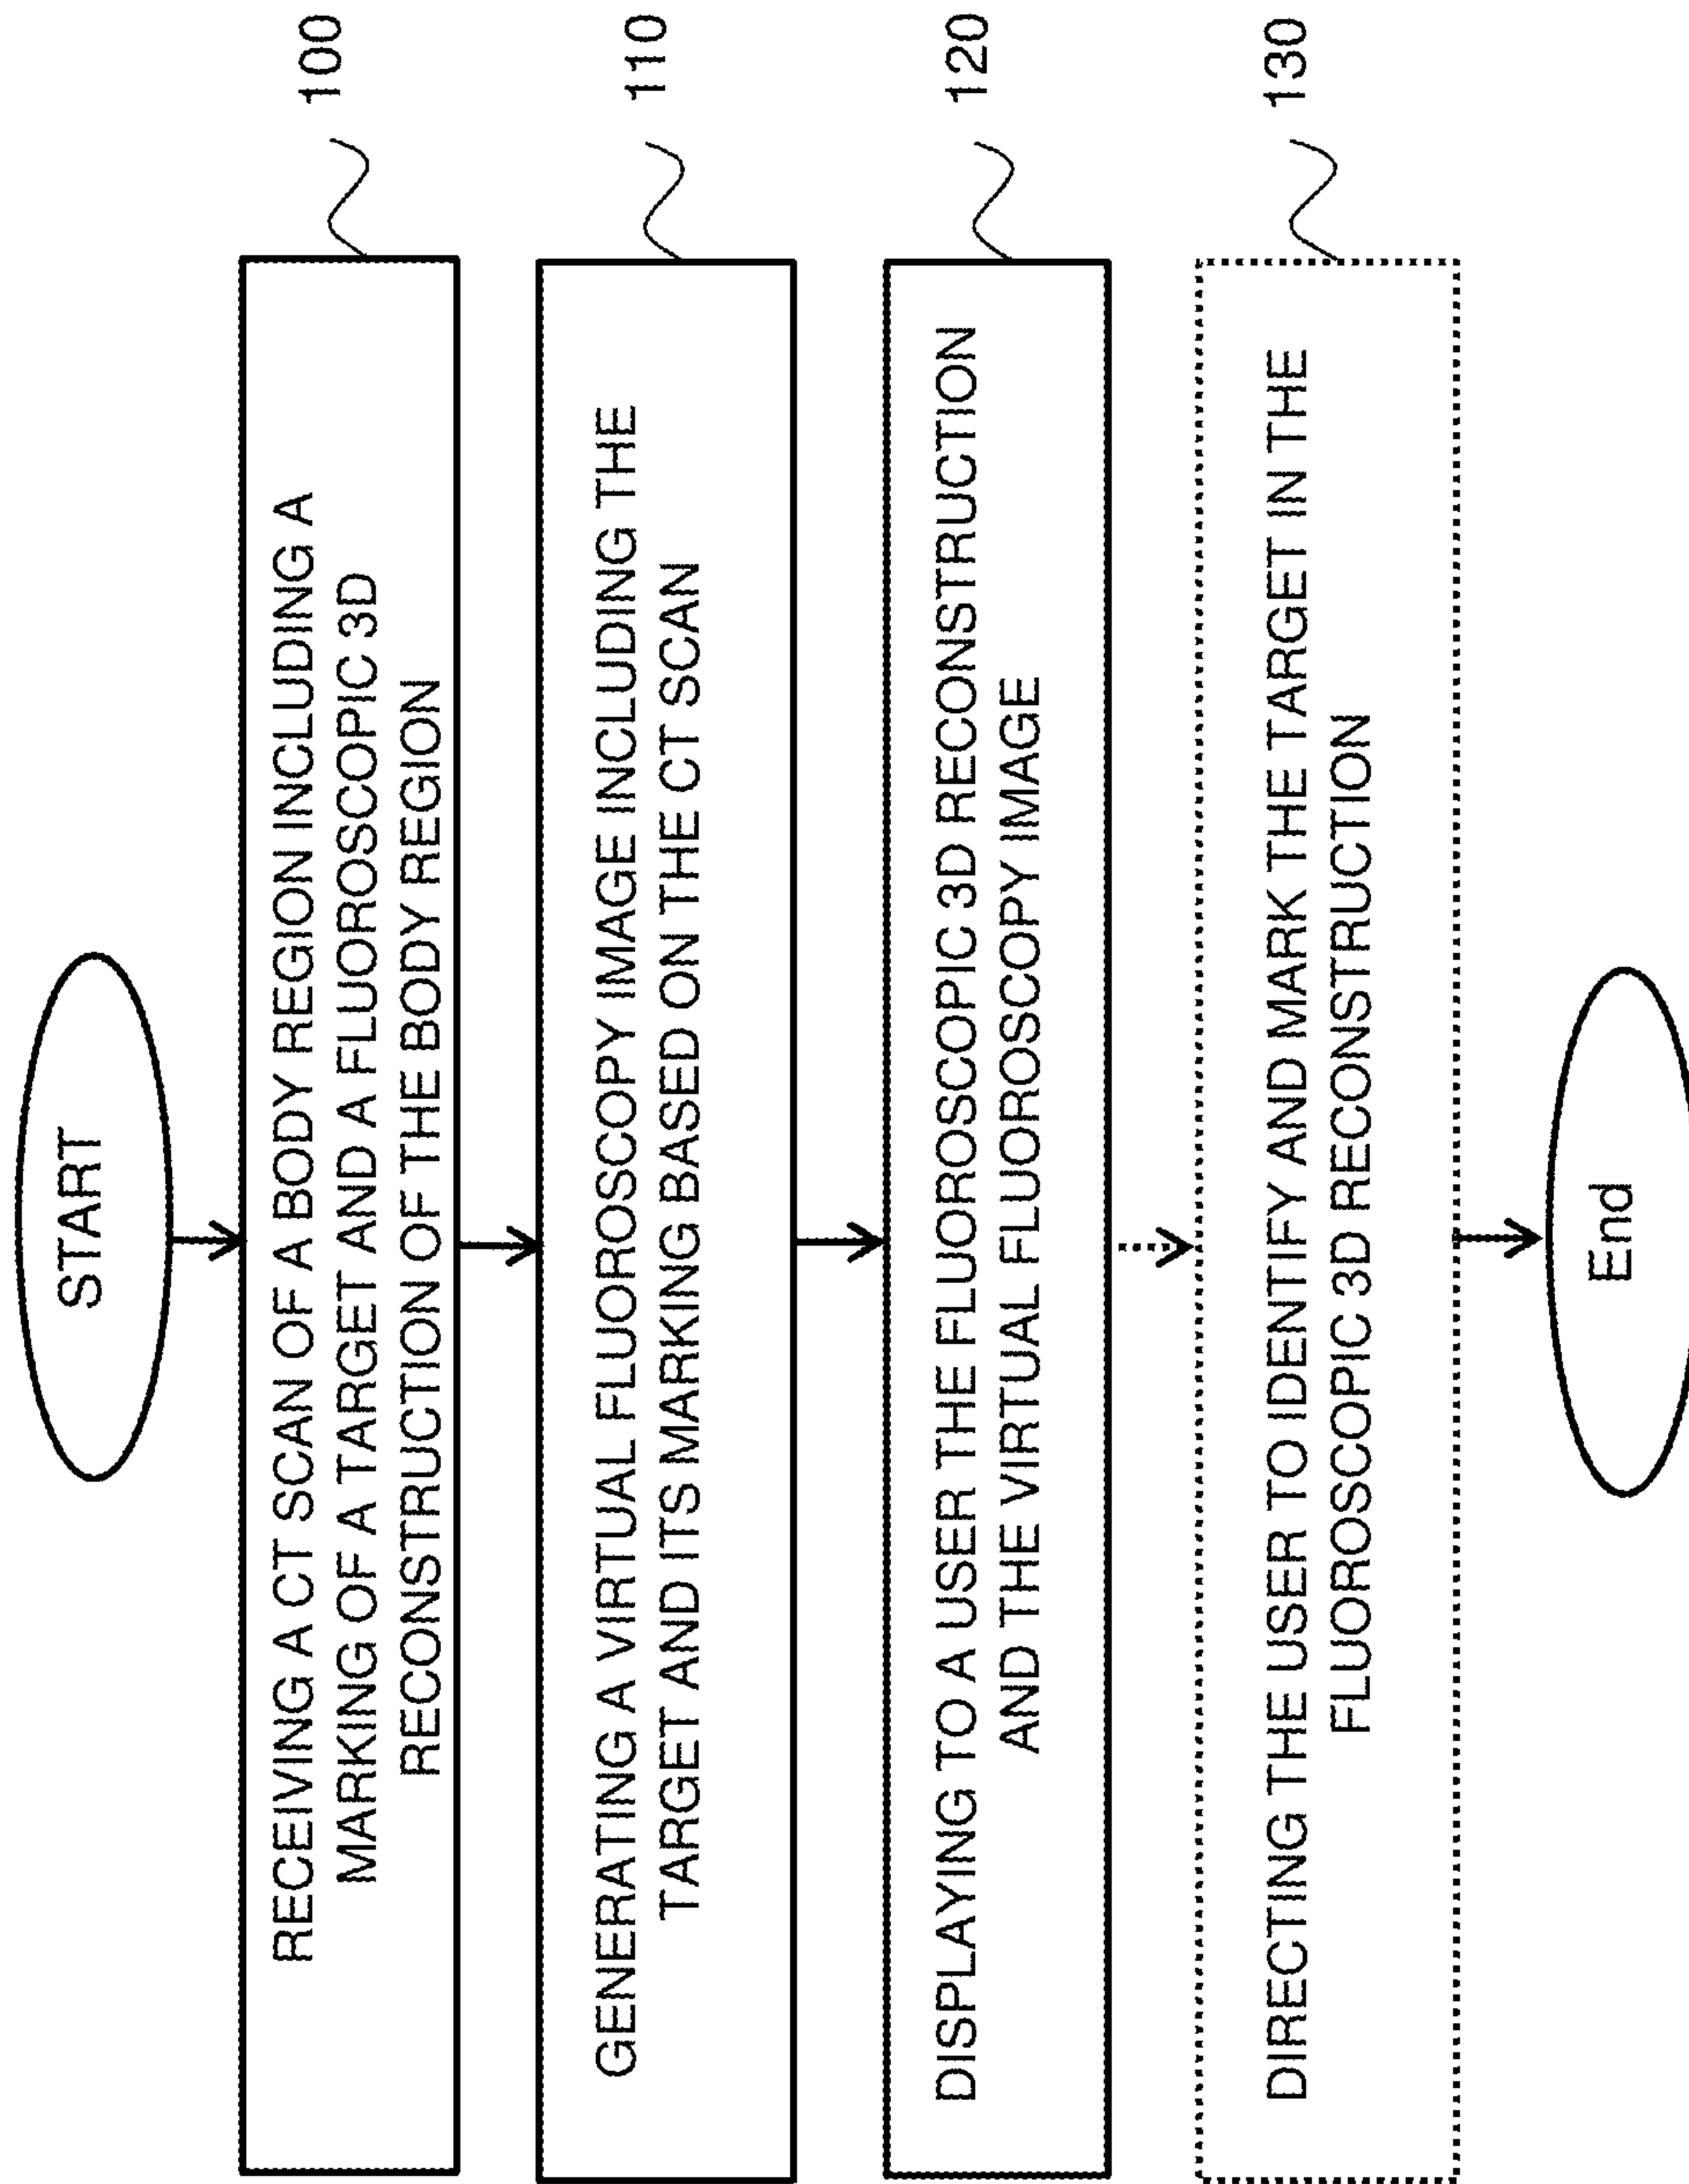 START
RECEIVING A CT SCAN OF A BODY REGION INCLUDING A
MARKING OF A TARGET AND A FLUOROSCOPIC 3D
RECONSTRUCTION OF THE BODY REGION
100
GENERATING A VIRTUAL FLUOROSCOPY IMAGE INCLUDING THE
TARGET AND ITS MARKING BASED ON THE CT SCAN
110
DISPLAYING TO A USER THE FLUOROSCOPIC 3D RECONSTRUCTION
AND THE VIRTUAL FLUOROSCOPY IMAGE
120
DIRECTING THE USER TO IDENTIFY AND MARK THE TARGET IN THE
FLUOROSCOPIC 3D RECONSTRUCTION
130
End